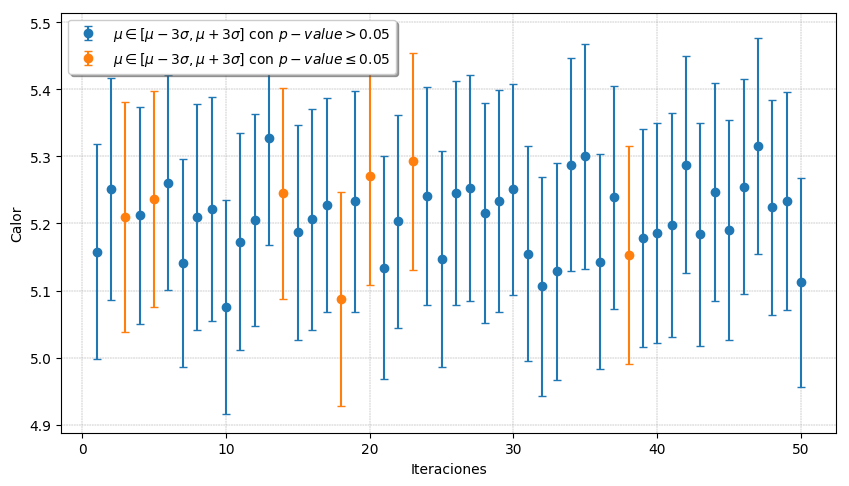 μ ∈ [μ − 3σ, μ + 3σ] con p − value > 0.05
μ ∈ [μ − 3σ, μ + 3σ] con p − value ≤ 0.05
5.5
5.4
5.3
5.2
5.1
5.0
4.9
Calor
0 10 20 30 40 50
Iteraciones